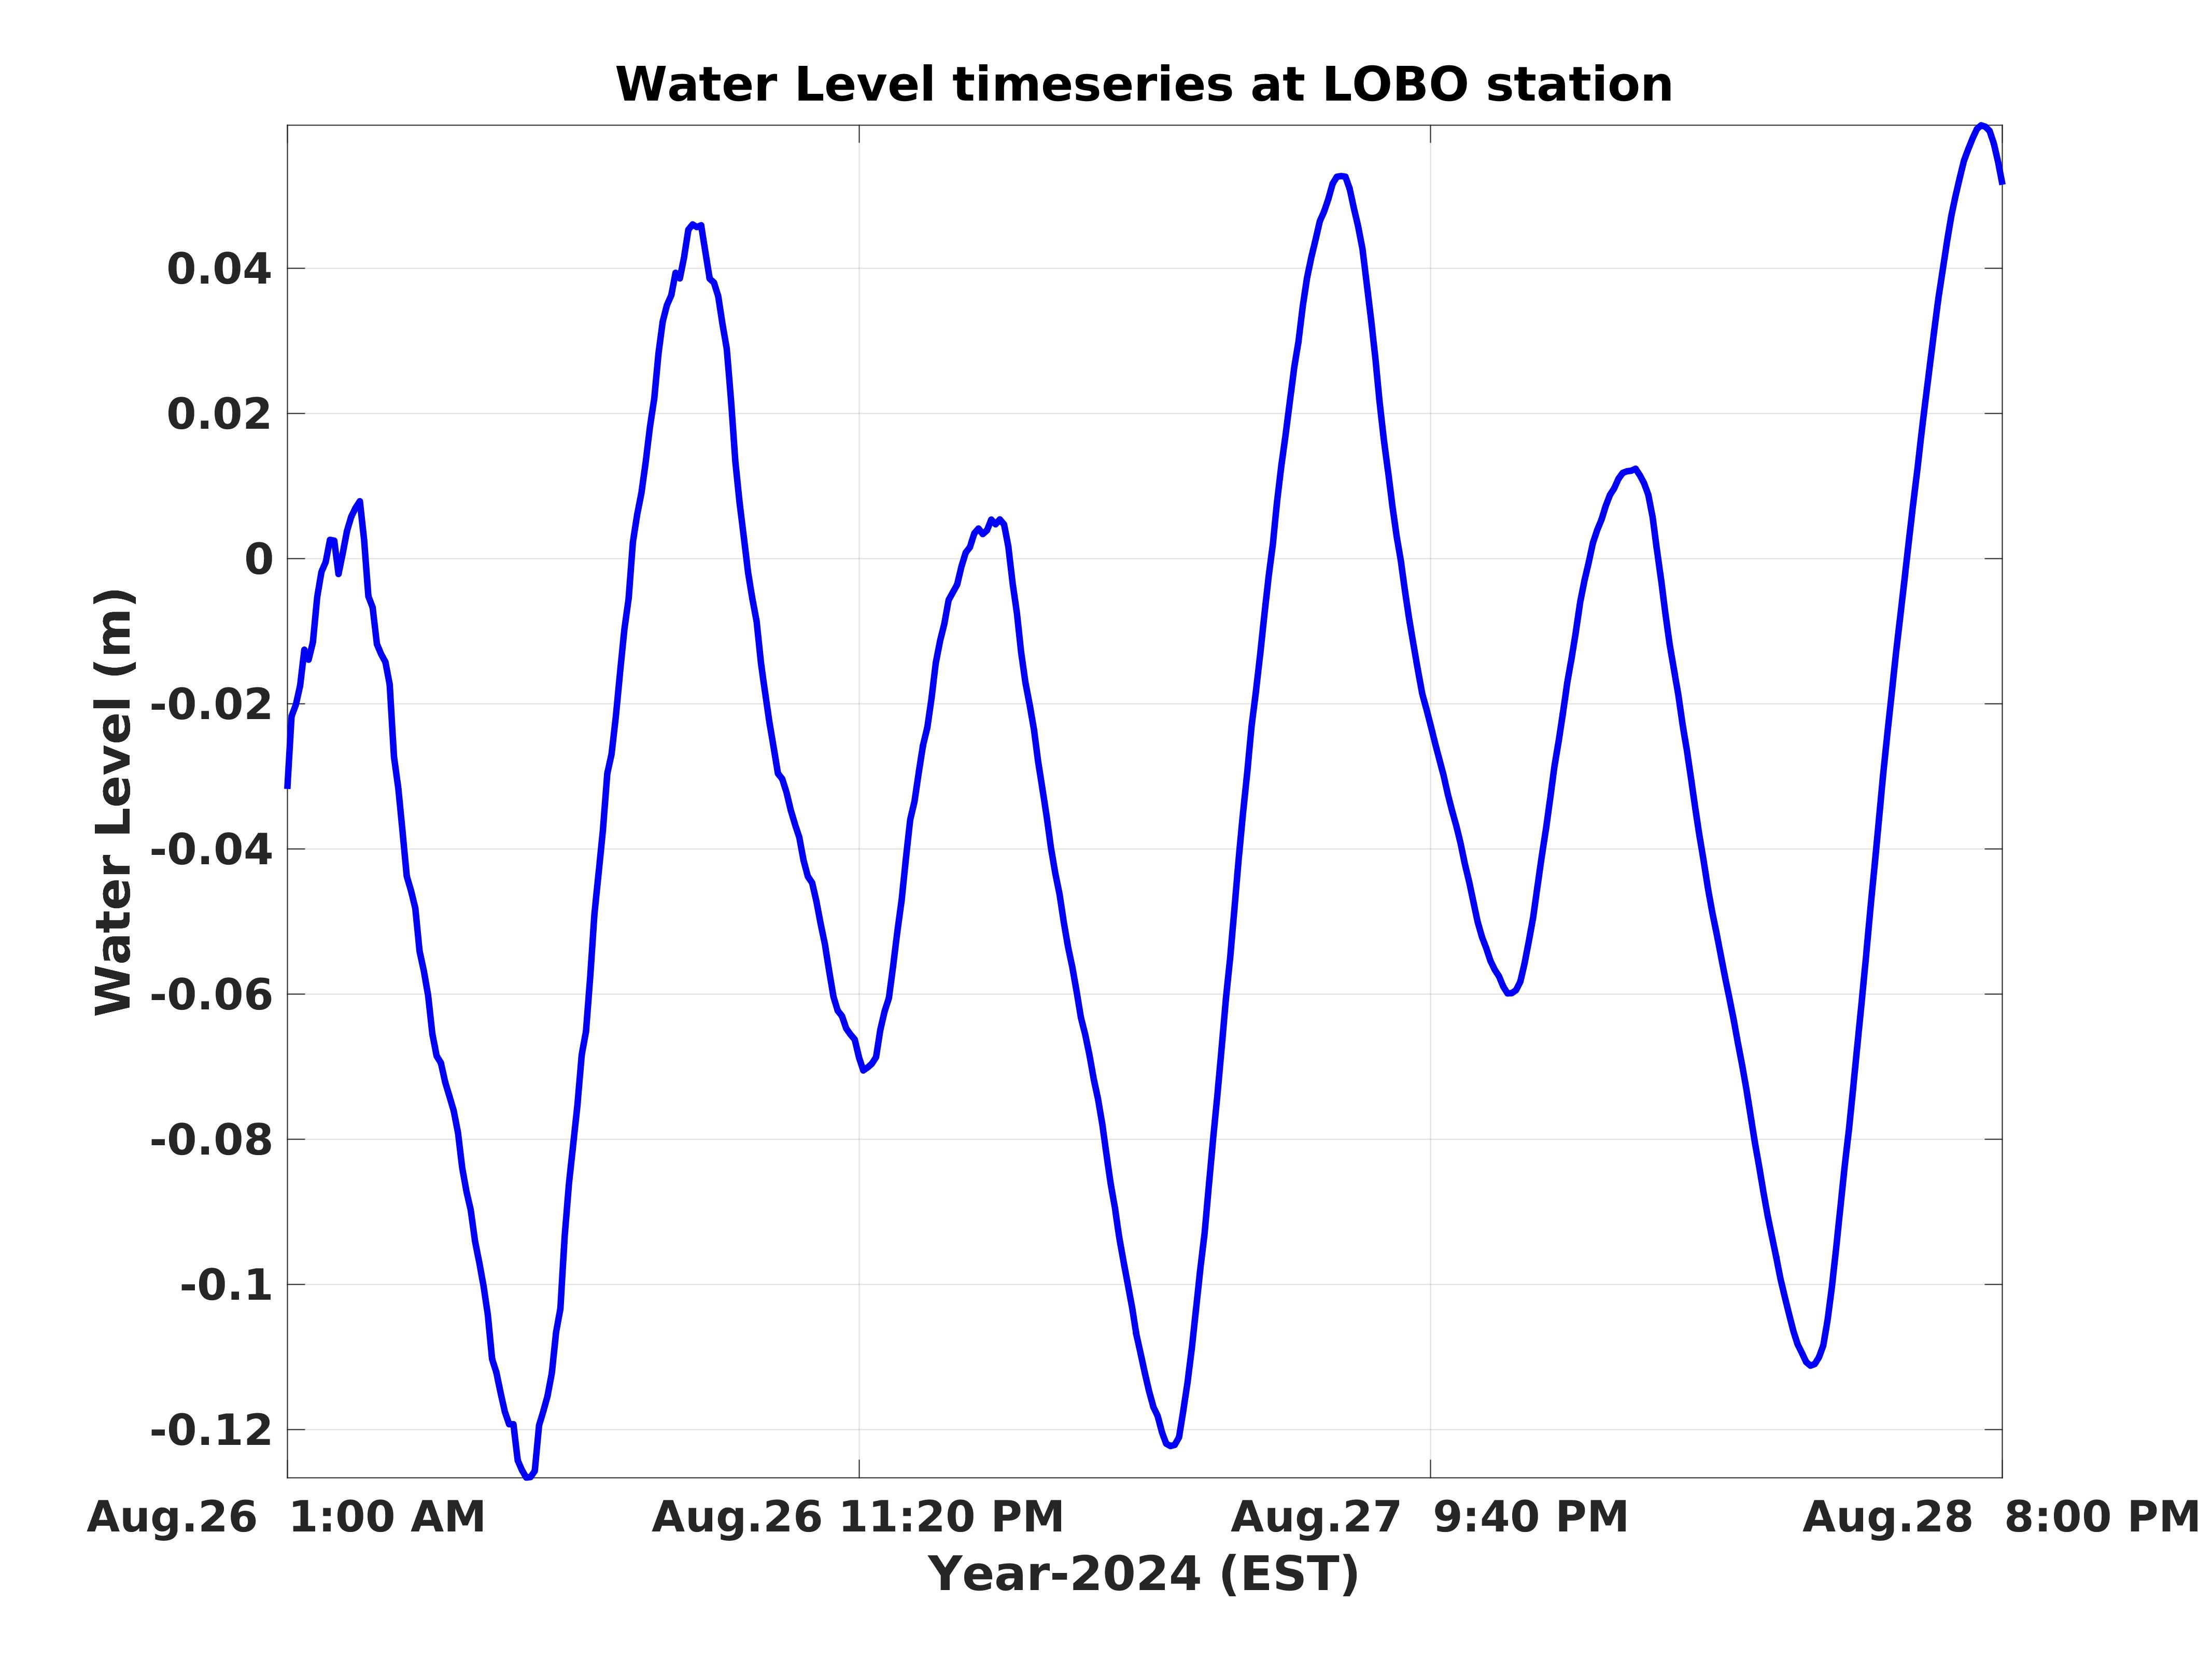 Water Level timeseries at LOBO station
Water Level (m)
0.04
0.02
0
-0.02
-0.04
-0.06
-0.08
-0.1
-0.12
Aug.26  1:00 AM Aug.26 11:20 PM Aug.27  9:40 PM Aug.28  8:00 PM
Year-2024 (EST)